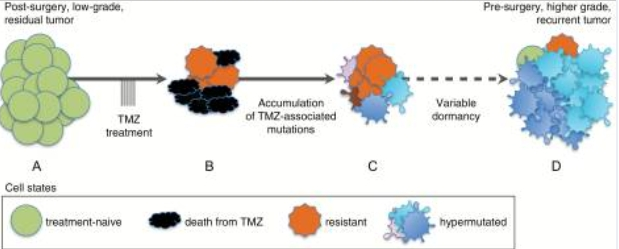 Post-surgery, low-grade,
residual tumor
Pre-surgery, higher grade,
recurrent tumor
TMZ
treatment
Accumulation
of TMZ-associated
mutations
Variable
dormancy
A
B
C
D
Cell states
treatment-naive
death from TMZ
resistant
hypermutated